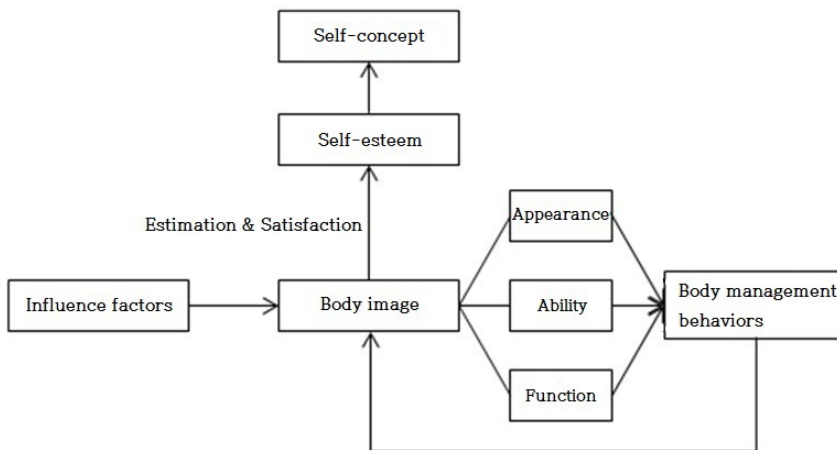 Self-concept
Self-esteem
Estimation & Satisfaction
Appearance
Influence factors
Body image
Ability
Body management
behaviors
Function